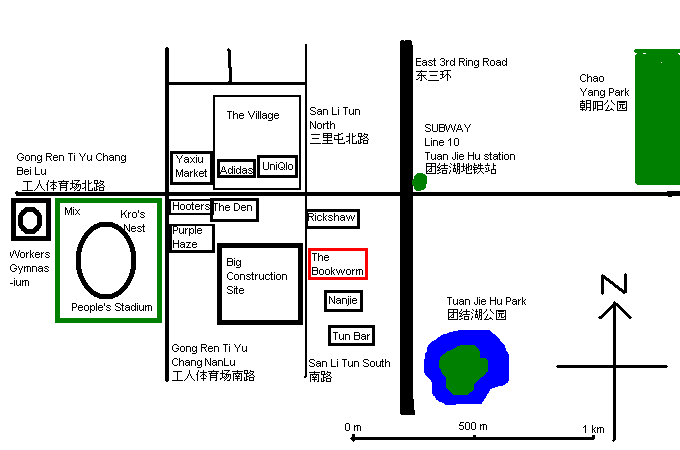 East 3rd Ring Road
东三环
Chao
Yang Park
朝阳公园
The Village
San Li Tun
North
三里屯北路
SUBWAY
Line 10
Tuan Jie Hu station
团结湖地铁站
Gong Ren Ti Yu Chang
Bei Lu
工人体育场北路
Yaxiu
Market
Adidas
UniQlo
Mix
Kro's
Nest
Hooters
The Den
Rickshaw
Purple
Haze
Workers
Gymnas
-ium
Big
Construction
Site
The
Bookworm
People's Stadium
Nanjie
Tun Bar
Tuan Jie Hu Park
团结湖公园
N
Gong Ren Ti Yu
Chang NanLu
工人体育场南路
San Li Tun South
南路
0 m
500 m
1 km